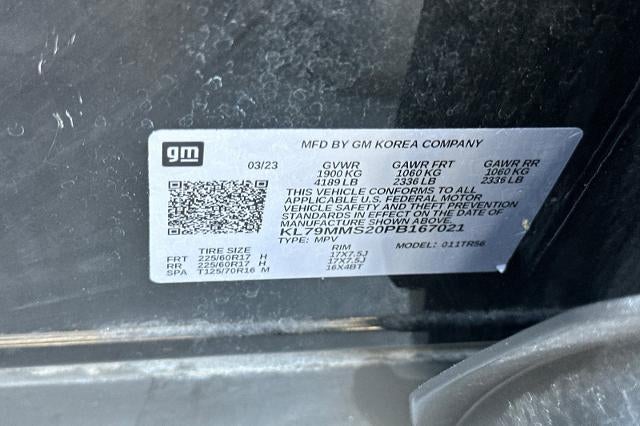 gm
MFD BY GM KOREA COMPANY
03/23 GVWR GAWR FRT GAWR RR
1900 KG 1060 KG 1060 KG
4189 LB 2336 LB 2336 LB
THIS VEHICLE CONFORMS TO ALL
APPLICABLE U.S. FEDERAL MOTOR
VEHICLE SAFETY AND THEFT PREVENTION
STANDARDS IN EFFECT ON THE DATE OF
MANUFACTURE SHOWN ABOVE.
KL79MMS20PB167021
TYPE: MPV MODEL: 011TR56
TIRE SIZE RIM
FRT 225/60R17 H 17X7.5J
RR 225/60R17 H 17X7.5J
SPA T125/70R16 M 16X4BT